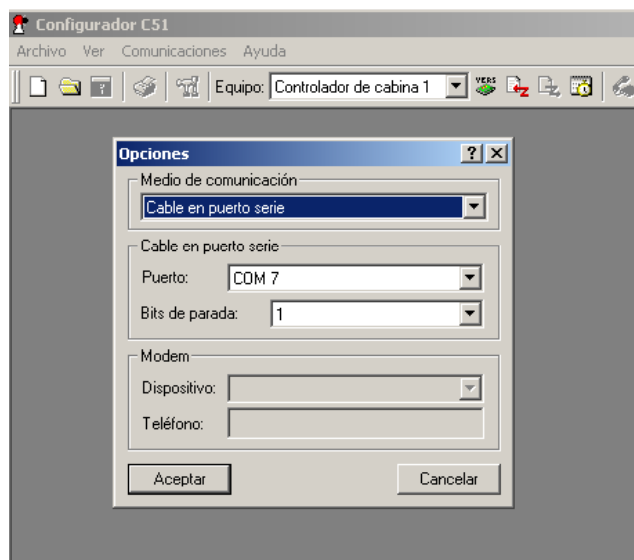 Configurador C51
Archivo Ver Comunicaciones Ayuda
Equipo: Controlador de cabina 1 VERS
Opciones
Medio de comunicación
Cable en puerto serie
Cable en puerto serie
Puerto: COM 7
Bits de parada: 1
Modem
Dispositivo:
Teléfono:
Aceptar Cancelar